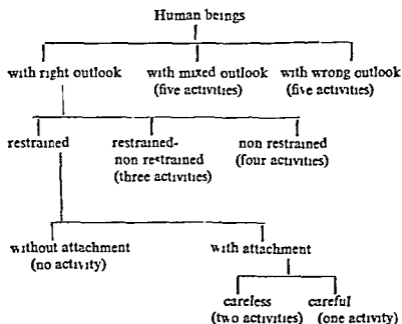 Human beings
with right outlook with mixed outlook with wrong outlook
(five activities) (five activities)
restrained restrained- non restrained
non restrained (four activities)
(three activities)
without attachment with attachment
(no activity)
careless careful
(two activities) (one activity)